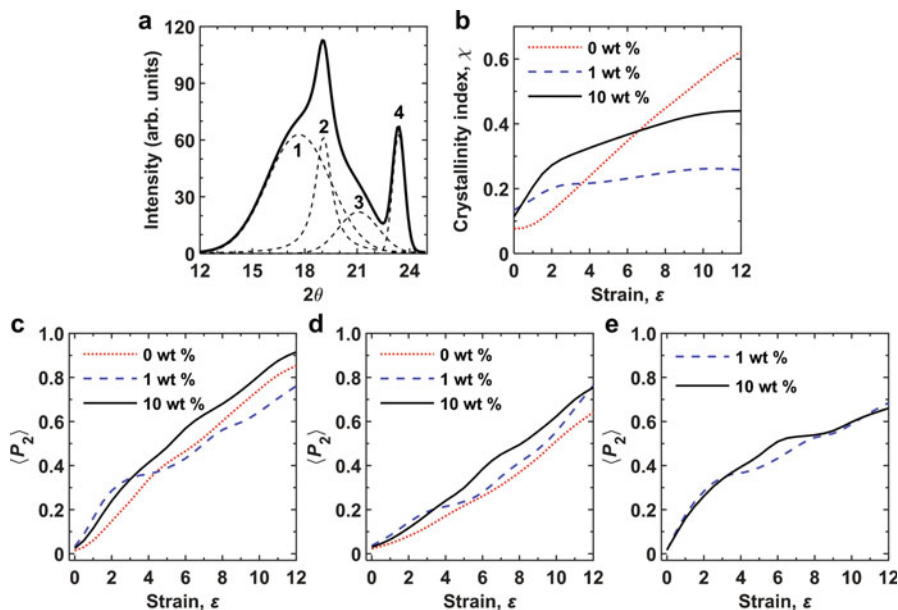 a
120
90
60
30
0
Intensity (arb. units)
1
2
3
4
12 15 18 21 24
2θ
b
0.6
0.4
0.2
0
Crystallinity index, χ
0 wt %
1 wt %
10 wt %
0 2 4 6 8 10 12
Strain, ε
c
1.0
0.8
0.6
0.4
0.2
0
⟨P₂⟩
0 wt %
1 wt %
10 wt %
0 2 4 6 8 10 12
Strain, ε
d
1.0
0.8
0.6
0.4
0.2
0
⟨P₂⟩
0 wt %
1 wt %
10 wt %
0 2 4 6 8 10 12
Strain, ε
e
1.0
0.8
0.6
0.4
0.2
0
⟨P₂⟩
1 wt %
10 wt %
0 2 4 6 8 10 12
Strain, ε